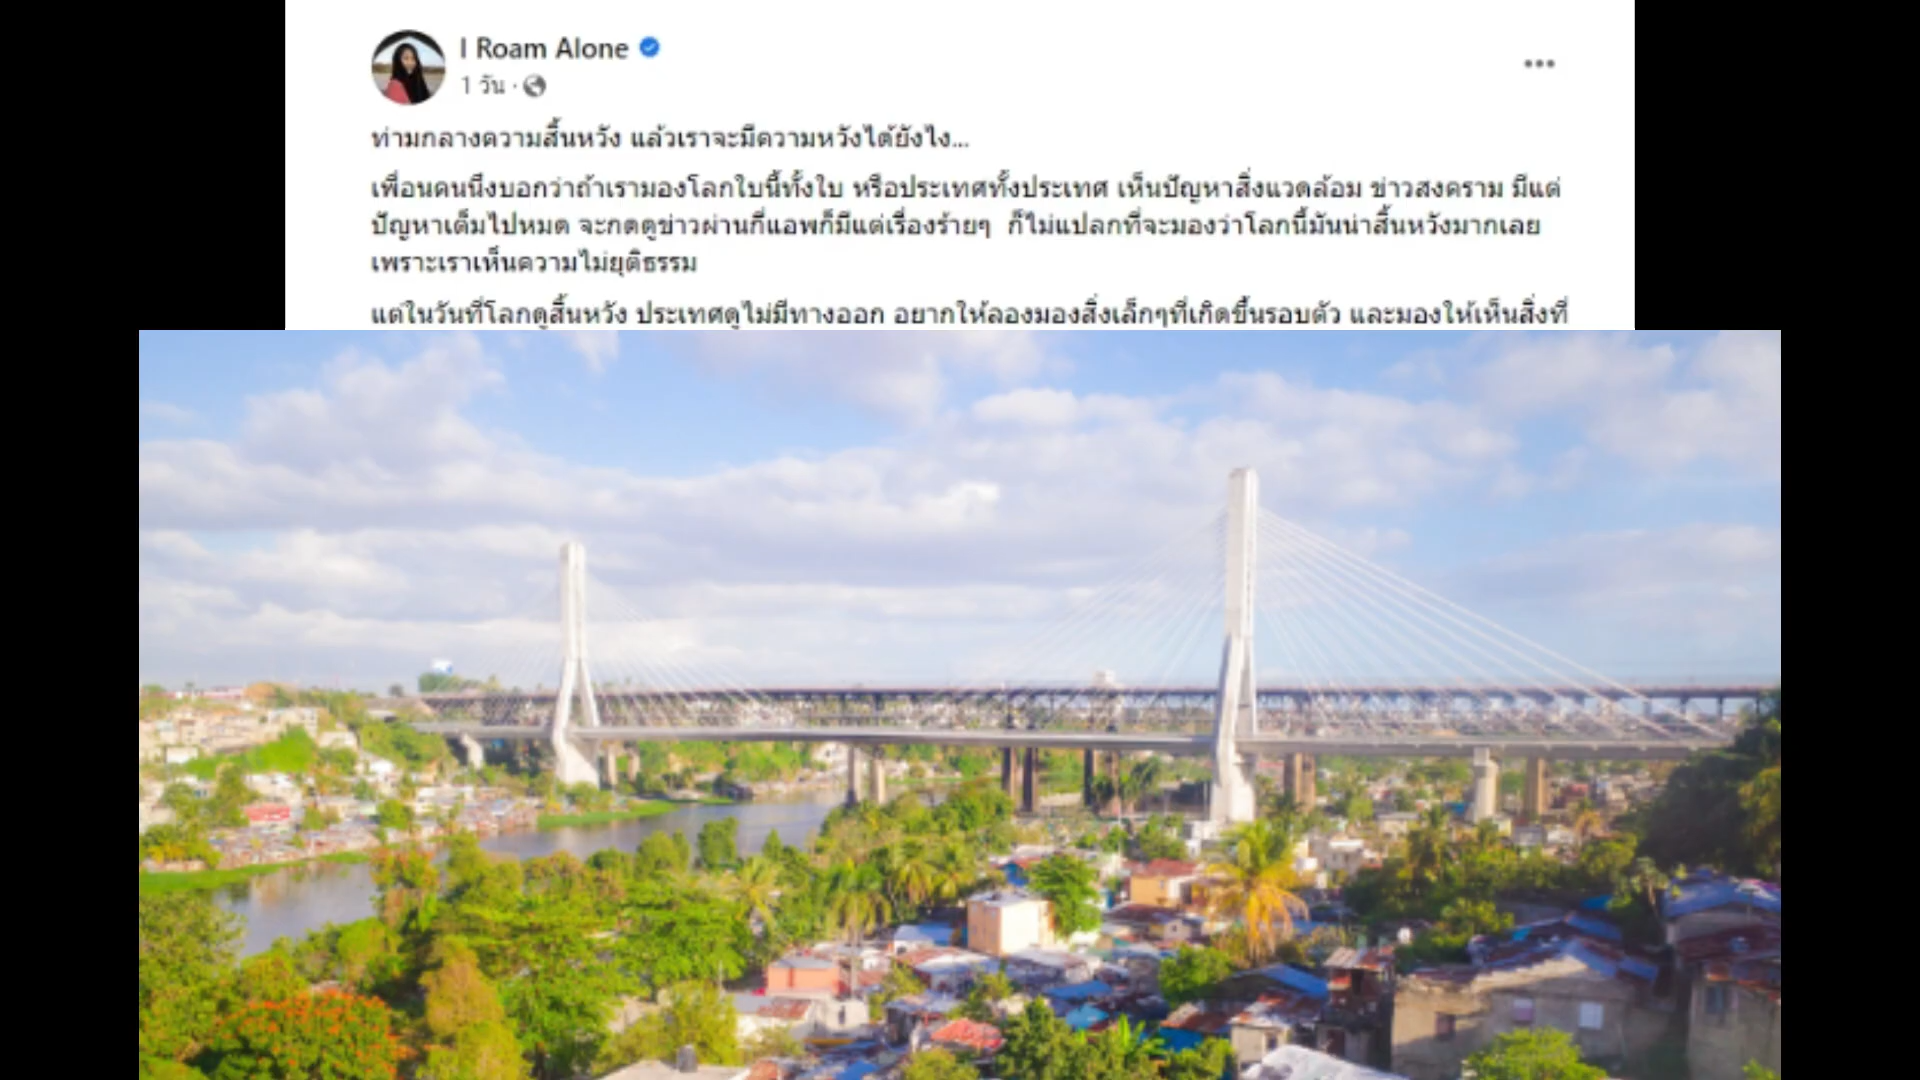 I Roam Alone
1 วัน ·
ท่ามกลางความสิ้นหวัง แล้วเราจะมีความหวังได้ยังไง...
เพื่อนคนนึงบอกว่าถ้าเรามองโลกใบนี้ทั้งใบ หรือประเทศทั้งประเทศ เห็นปัญหาสิ่งแวดล้อม ข่าวสงคราม มีแต่
ปัญหาเต็มไปหมด จะกดดูข่าวผ่านกี่แอพก็มีแต่เรื่องร้ายๆ ก็ไม่แปลกที่จะมองว่าโลกนี้มันน่าสิ้นหวังมากเลย
เพราะเราเห็นความไม่ยุติธรรม
แต่ในวันที่โลกดูสิ้นหวัง ประเทศดูไม่มีทางออก อยากให้ลองมองสิ่งเล็กๆที่เกิดขึ้นรอบตัว และมองให้เห็นสิ่งที่